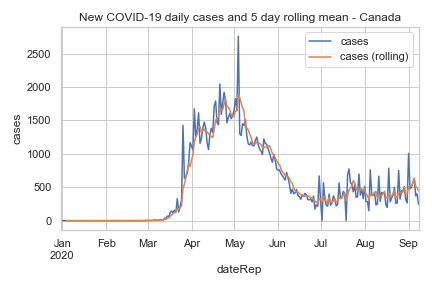 New COVID-19 daily cases and 5 day rolling mean - Canada
cases
cases (rolling)
2500
2000
1500
1000
500
0
cases
Jan Feb Mar Apr May Jun Jul Aug Sep
2020
dateRep